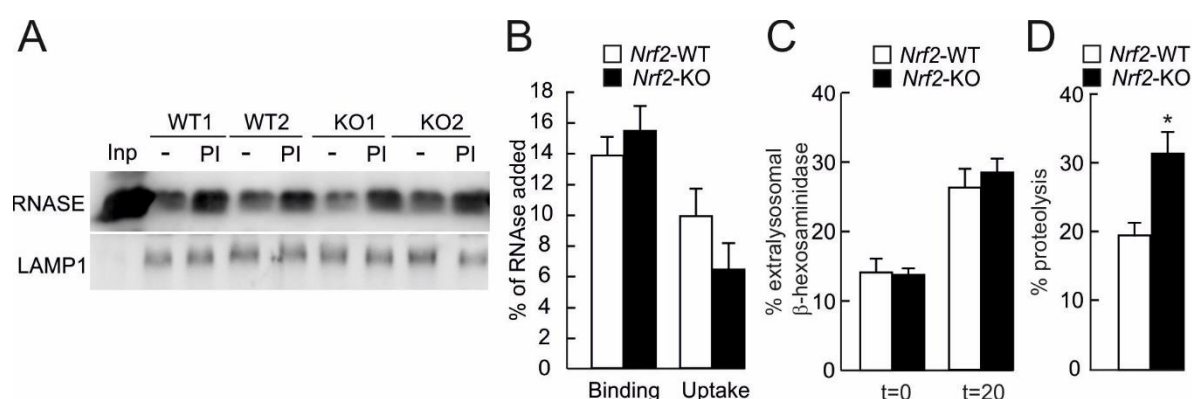 A
WT1 WT2 KO1 KO2
Inp - PI - PI - PI - PI
RNASE
LAMP1
B
Nrf2-WT
Nrf2-KO
% of RNAse added
18
16
14
12
10
8
6
4
2
0
Binding Uptake
C
Nrf2-WT
Nrf2-KO
% extralysosomal
β-hexosaminidase
40
30
20
10
0
t=0 t=20
D
Nrf2-WT
Nrf2-KO
% proteolysis
40
30
20
10
0
*